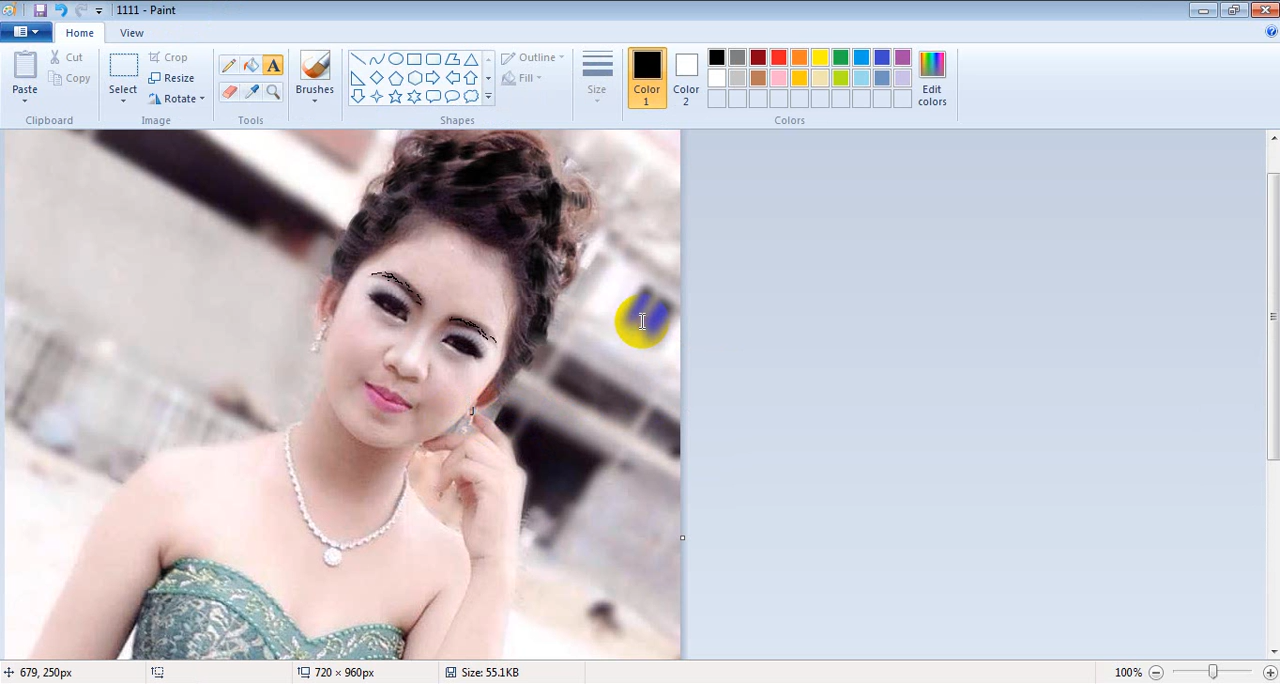 1111 - Paint
Home
View
Paste
Cut
Copy
Clipboard
Select
Crop
Resize
Rotate
Image
A
Tools
Brushes
Outline
Fill
Shapes
Size
Color
1
Color
2
Edit
colors
Colors
679, 250px
720 × 960px
Size: 55.1KB
100%